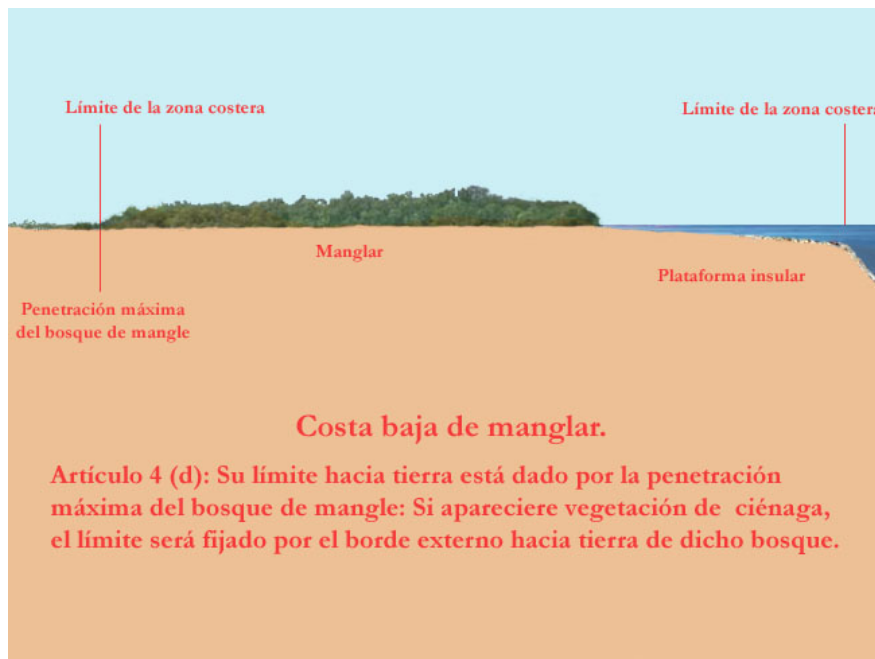 Límite de la zona costera
Límite de la zona costera
Manglar
Plataforma insular
Penetración máxima
del bosque de mangle
Costa baja de manglar.
Artículo 4 (d): Su límite hacia tierra está dado por la penetración
máxima del bosque de mangle: Si apareciere vegetación de ciénaga,
el límite será fijado por el borde externo hacia tierra de dicho bosque.